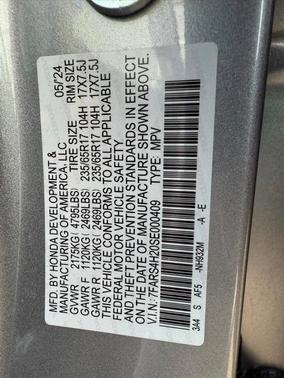 MFD. BY HONDA DEVELOPMENT & 05/24
MANUFACTURING OF AMERICA, LLC
GVWR 2175KG( 4795LBS) TIRE SIZE RIM SIZE
GAWR F 1120KG( 2469LBS) 235/65R17 104H 17X7.5J
GAWR R 1120KG( 2469LBS) 235/65R17 104H 17X7.5J
THIS VEHICLE CONFORMS TO ALL APPLICABLE
FEDERAL MOTOR VEHICLE SAFETY
AND THEFT PREVENTION STANDARDS IN EFFECT
ON THE DATE OF MANUFACTURE SHOWN ABOVE.
V.I.N.: 7FARS4H20SE000409 TYPE: MPV
3A4 S AF5 -NH932M -A -E